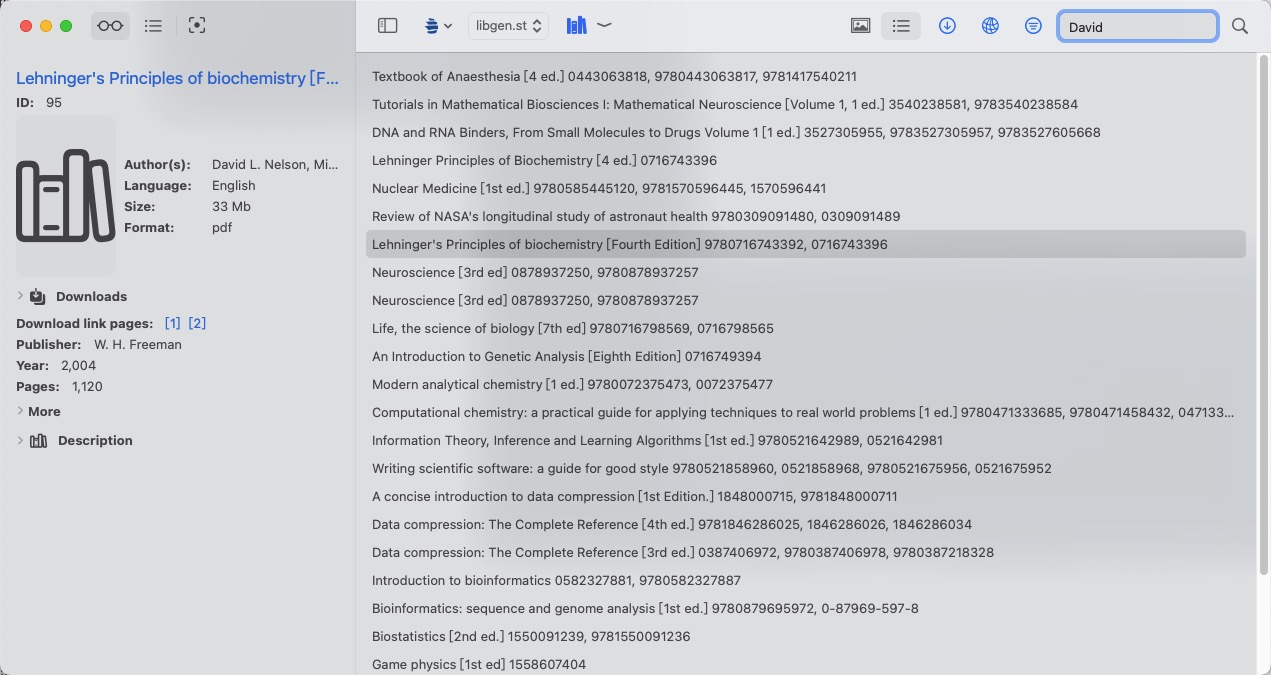 libgen.st
David
Lehninger's Principles of biochemistry [F...
ID: 95
Author(s): David L. Nelson, Mi...
Language: English
Size: 33 Mb
Format: pdf
Downloads
Download link pages: [1] [2]
Publisher: W. H. Freeman
Year: 2,004
Pages: 1,120
More
Description
Textbook of Anaesthesia [4 ed.] 0443063818, 9780443063817, 9781417540211
Tutorials in Mathematical Biosciences I: Mathematical Neuroscience [Volume 1, 1 ed.] 3540238581, 9783540238584
DNA and RNA Binders, From Small Molecules to Drugs Volume 1 [1 ed.] 3527305955, 9783527305957, 9783527605668
Lehninger Principles of Biochemistry [4 ed.] 0716743396
Nuclear Medicine [1st ed.] 9780585445120, 9781570596445, 1570596441
Review of NASA's longitudinal study of astronaut health 9780309091480, 0309091489
Lehninger's Principles of biochemistry [Fourth Edition] 9780716743392, 0716743396
Neuroscience [3rd ed] 0878937250, 9780878937257
Neuroscience [3rd ed] 0878937250, 9780878937257
Life, the science of biology [7th ed] 9780716798569, 0716798565
An Introduction to Genetic Analysis [Eighth Edition] 0716749394
Modern analytical chemistry [1 ed.] 9780072375473, 0072375477
Computational chemistry: a practical guide for applying techniques to real world problems [1 ed.] 9780471333685, 9780471458432, 047133...
Information Theory, Inference and Learning Algorithms [1st ed.] 9780521642989, 0521642981
Writing scientific software: a guide for good style 9780521858960, 0521858968, 9780521675956, 0521675952
A concise introduction to data compression [1st Edition.] 1848000715, 9781848000711
Data compression: The Complete Reference [4th ed.] 9781846286025, 1846286026, 1846286034
Data compression: The Complete Reference [3rd ed.] 0387406972, 9780387406978, 9780387218328
Introduction to bioinformatics 0582327881, 9780582327887
Bioinformatics: sequence and genome analysis [1st ed.] 9780879695972, 0-87969-597-8
Biostatistics [2nd ed.] 1550091239, 9781550091236
Game physics [1st ed] 1558607404